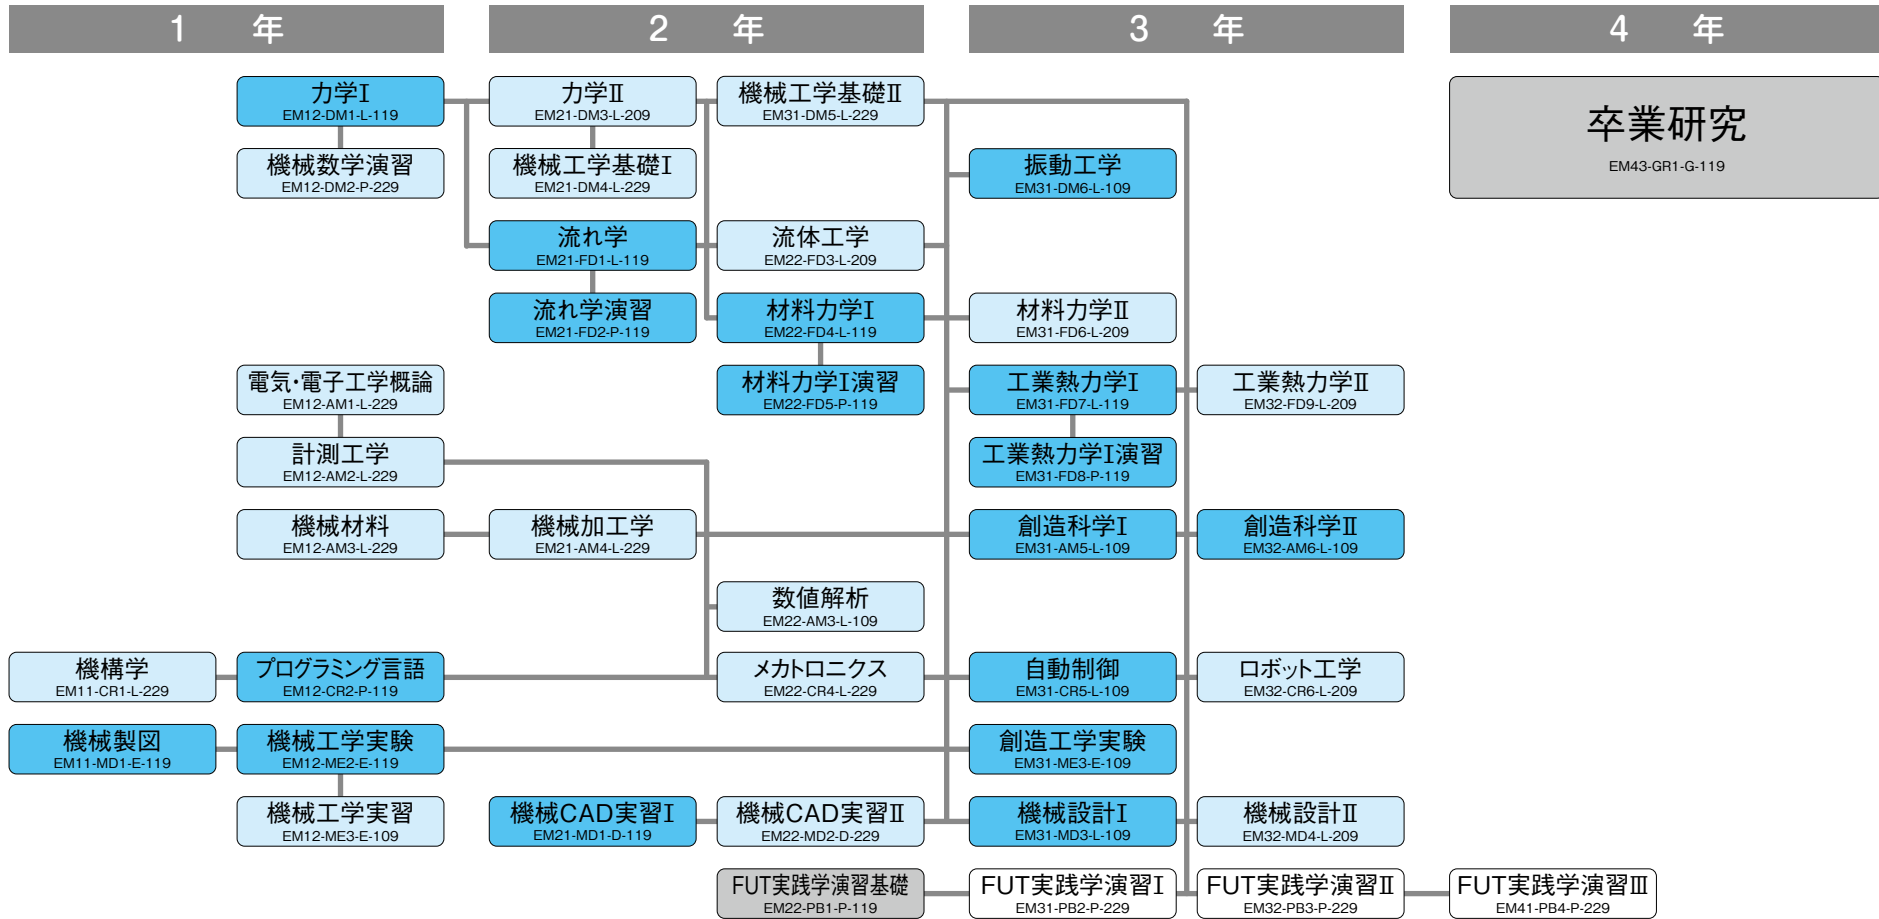 1 年
2 年
3 年
4 年
力学Ⅰ
EM12-DM1-L-119
力学Ⅱ
EM21-DM3-L-209
機械工学基礎Ⅱ
EM31-DM5-L-229
卒業研究
EM43-GR1-G-119
機械数学演習
EM12-DM2-P-229
機械工学基礎Ⅰ
EM21-DM4-L-229
振動工学
EM31-DM6-L-109
流れ学
EM21-FD1-L-119
流体工学
EM22-FD3-L-209
流れ学演習
EM21-FD2-P-119
材料力学Ⅰ
EM22-FD4-L-119
材料力学Ⅱ
EM31-FD6-L-209
電気・電子工学概論
EM12-AM1-L-229
材料力学Ⅰ演習
EM22-FD5-P-119
工業熱力学Ⅰ
EM31-FD7-L-119
工業熱力学Ⅱ
EM32-FD9-L-209
計測工学
EM12-AM2-L-229
工業熱力学Ⅰ演習
EM31-FD8-P-119
機械材料
EM12-AM3-L-229
機械加工学
EM21-AM4-L-229
創造科学Ⅰ
EM31-AM5-L-109
創造科学Ⅱ
EM32-AM6-L-109
数値解析
EM22-AM3-L-109
機構学
EM11-CR1-L-229
プログラミング言語
EM12-CR2-P-119
メカトロニクス
EM22-CR4-L-229
自動制御
EM31-CR5-L-109
ロボット工学
EM32-CR6-L-209
機械製図
EM11-MD1-E-119
機械工学実験
EM12-ME2-E-119
創造工学実験
EM31-ME3-E-109
機械工学実習
EM12-ME3-E-109
機械CAD実習Ⅰ
EM21-MD1-D-119
機械CAD実習Ⅱ
EM22-MD2-D-229
機械設計Ⅰ
EM31-MD3-L-109
機械設計Ⅱ
EM32-MD4-L-209
FUT実践学演習基礎
EM22-PB1-P-119
FUT実践学演習Ⅰ
EM31-PB2-P-229
FUT実践学演習Ⅱ
EM32-PB3-P-229
FUT実践学演習Ⅲ
EM41-PB4-P-229